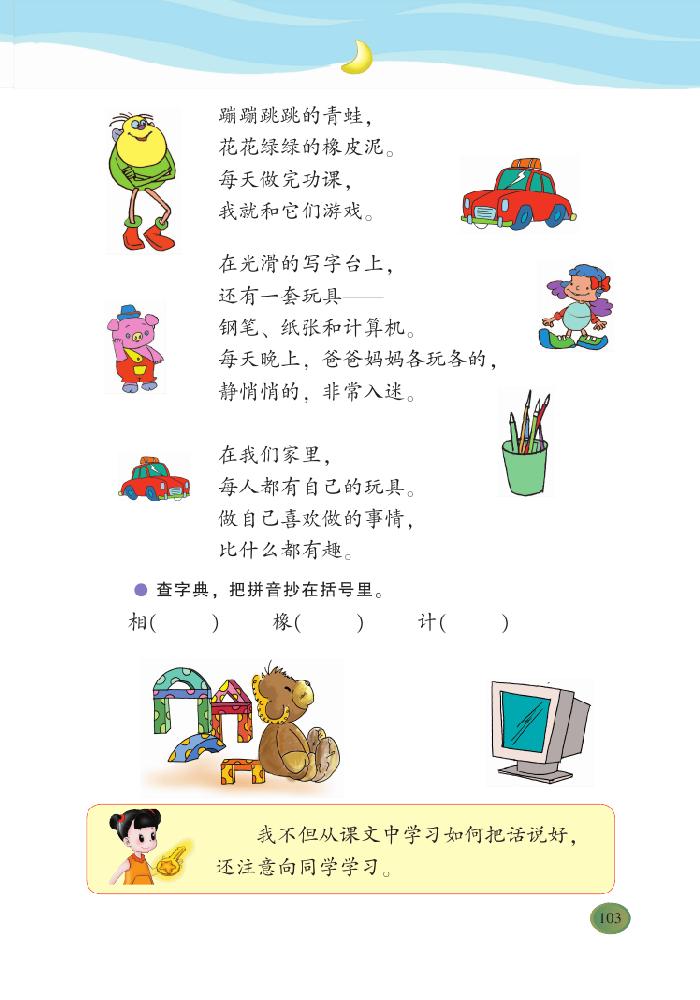 蹦蹦跳跳的青蛙，
花花绿绿的橡皮泥。
每天做完功课，
我就和它们游戏。
在光滑的写字台上，
还有一套玩具——
钢笔、纸张和计算机。
每天晚上，爸爸妈妈各玩各的，
静悄悄的，非常入迷。
在我们家里，
每人都有自己的玩具。
做自己喜欢做的事情，
比什么都有趣。
● 查字典，把拼音抄在括号里。
相(　　) 橡(　　) 计(　　)
我不但从课文中学习如何把话说好，
还注意向同学学习。
103